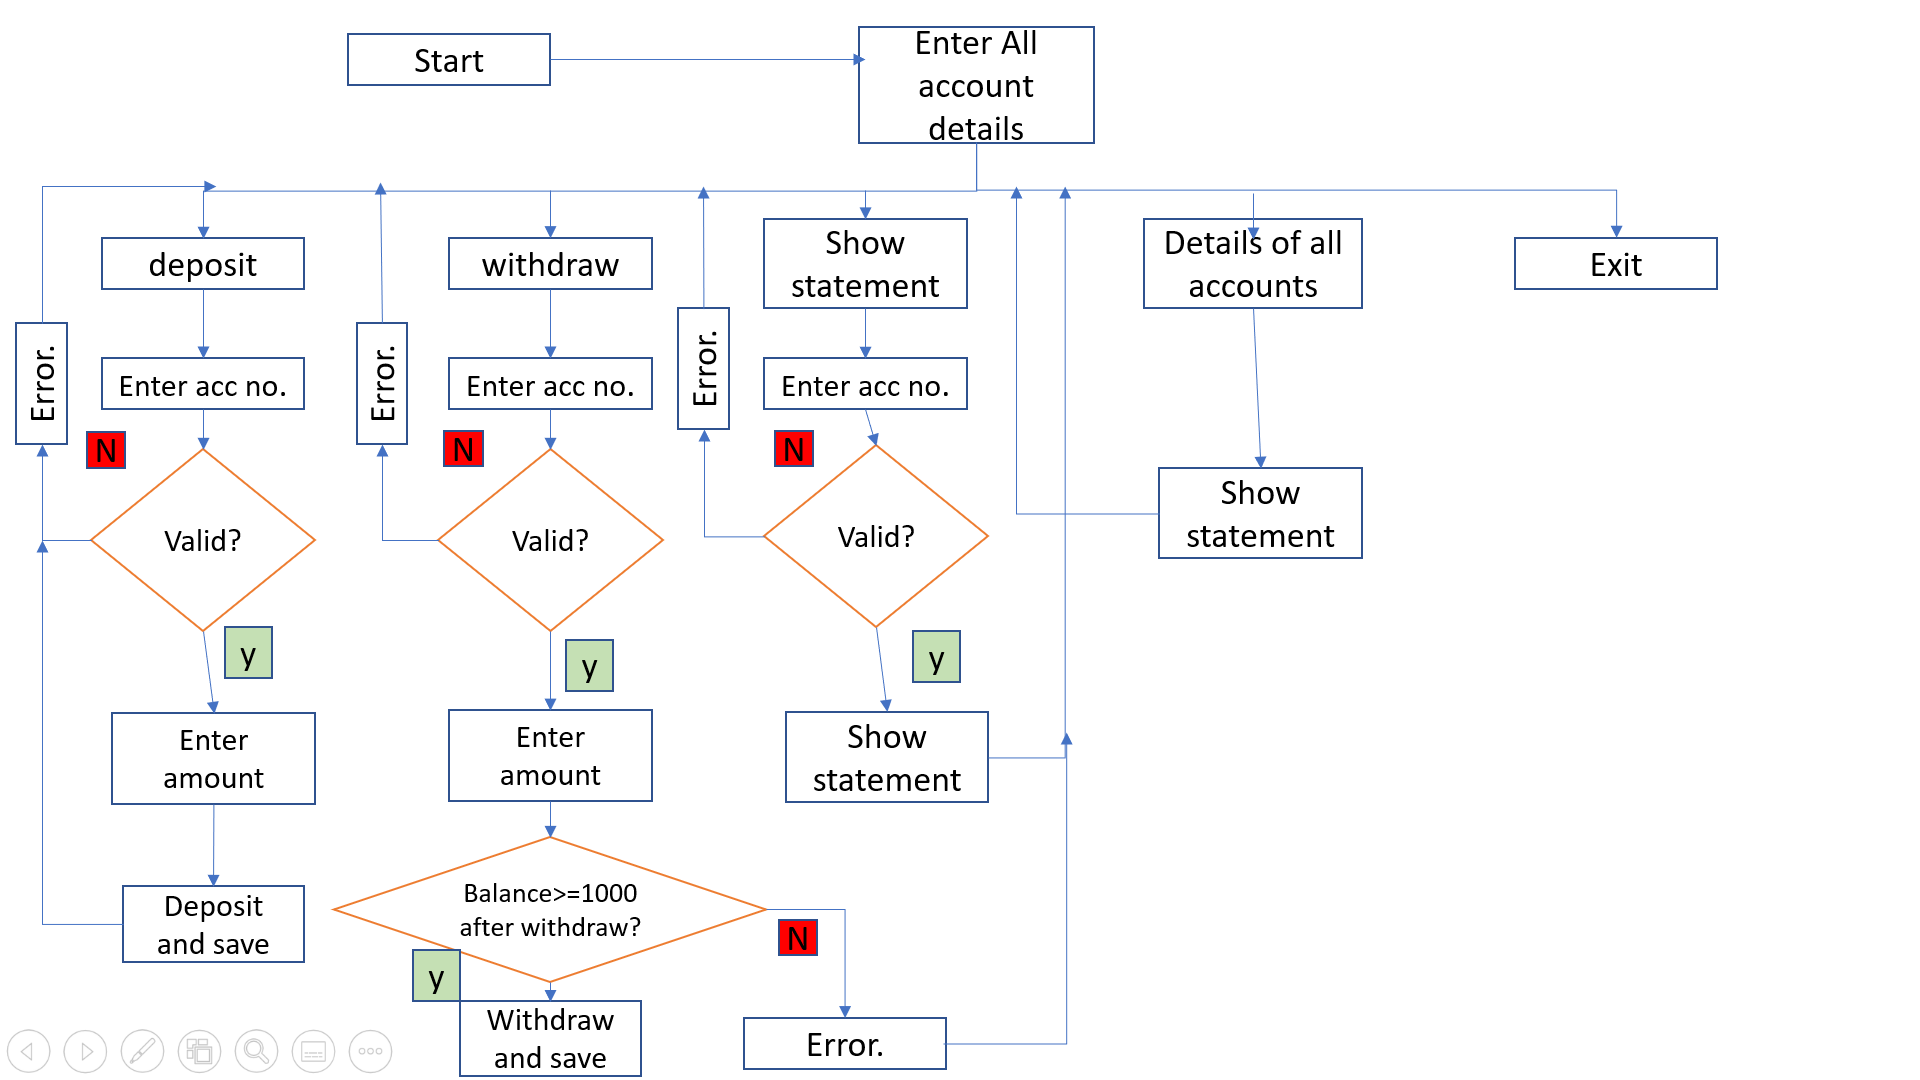 Start
Enter All
account
details
deposit
withdraw
Show
statement
Details of all
accounts
Exit
Error.
Enter acc no.
Error.
Enter acc no.
Error.
Enter acc no.
N
N
N
Valid?
Valid?
Valid?
Show
statement
y
y
y
Enter
amount
Enter
amount
Show
statement
Deposit
and save
Balance>=1000
after withdraw?
N
y
Withdraw
and save
Error.